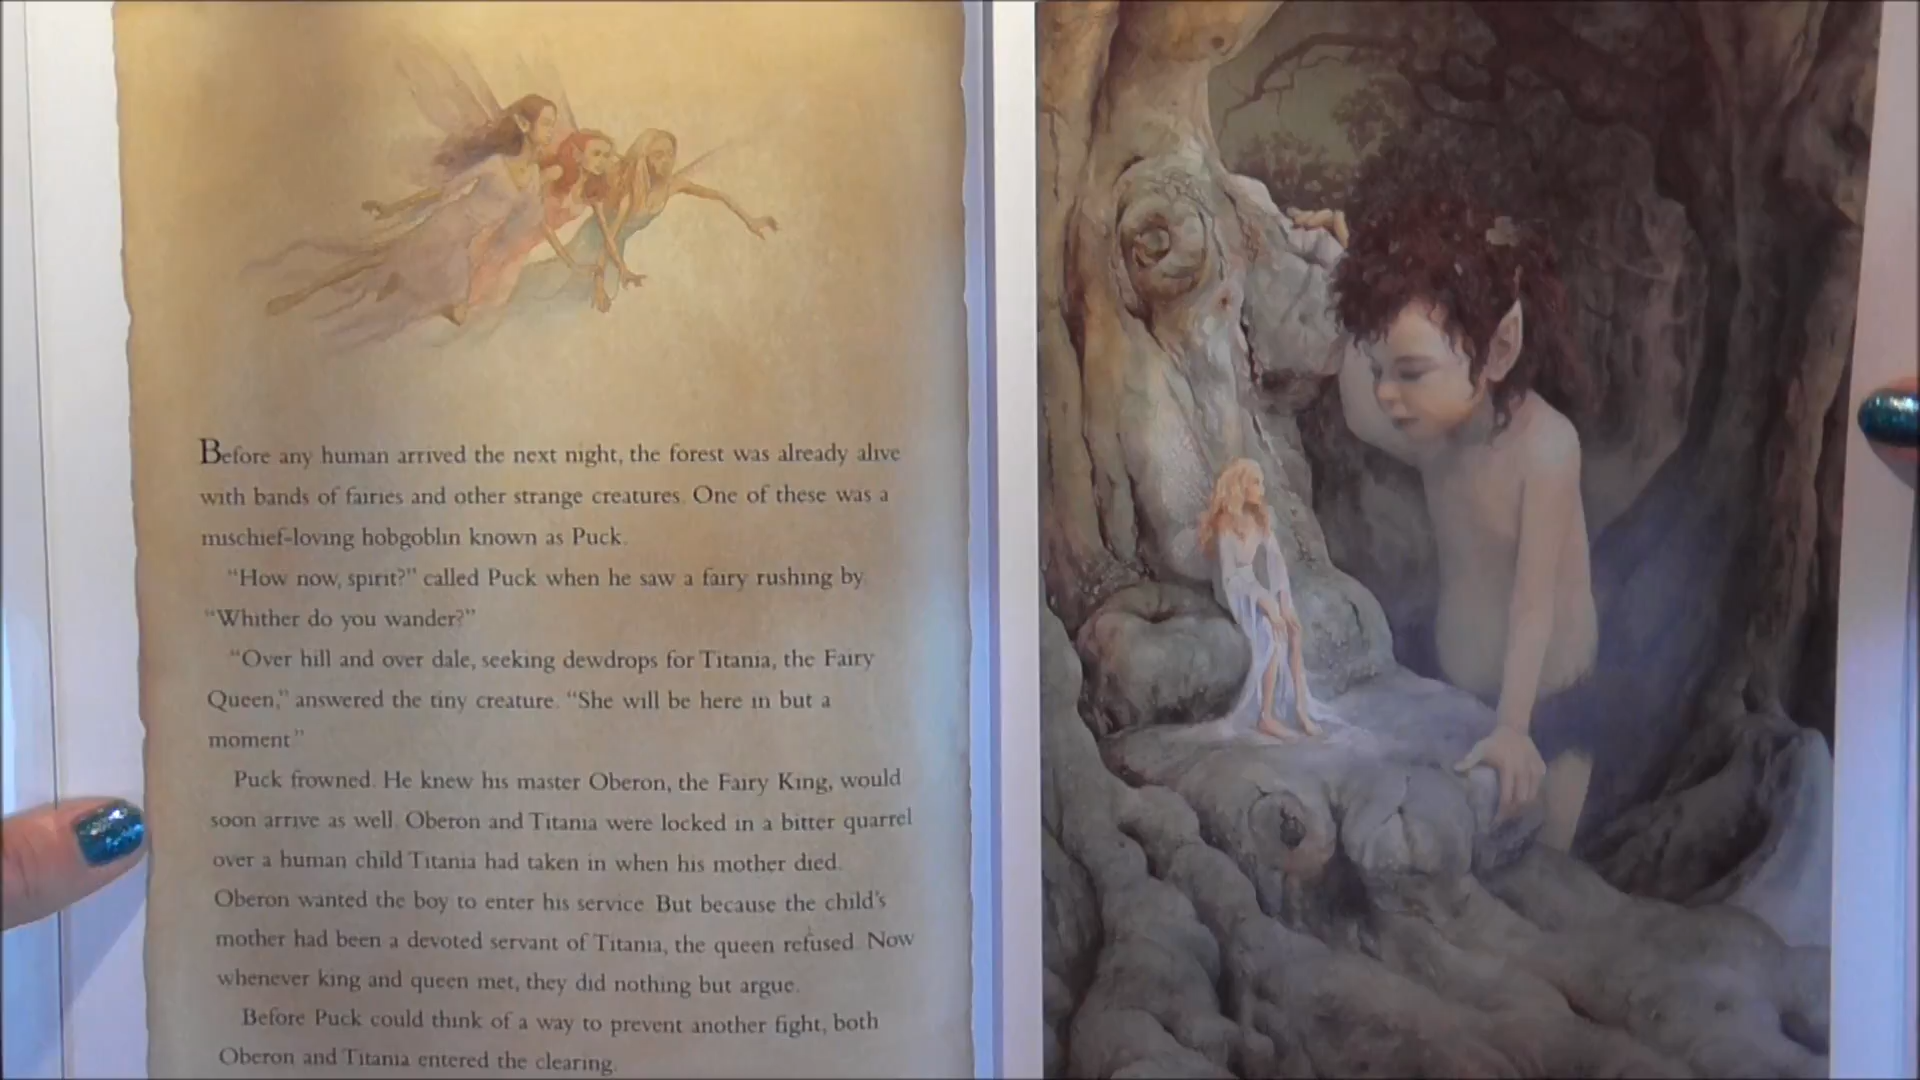 Before any human arrived the next night, the forest was already alive
with bands of fairies and other strange creatures. One of these was a
mischief-loving hobgoblin known as Puck.
"How now, spirit?" called Puck when he saw a fairy rushing by.
"Whither do you wander?"
"Over hill and over dale, seeking dewdrops for Titania, the Fairy
Queen," answered the tiny creature. "She will be here in but a
moment."
Puck frowned. He knew his master Oberon, the Fairy King, would
soon arrive as well. Oberon and Titania were locked in a bitter quarrel
over a human child Titania had taken in when his mother died.
Oberon wanted the boy to enter his service. But because the child's
mother had been a devoted servant of Titania, the queen refused. Now
whenever king and queen met, they did nothing but argue.
Before Puck could think of a way to prevent another fight, both
Oberon and Titania entered the clearing.